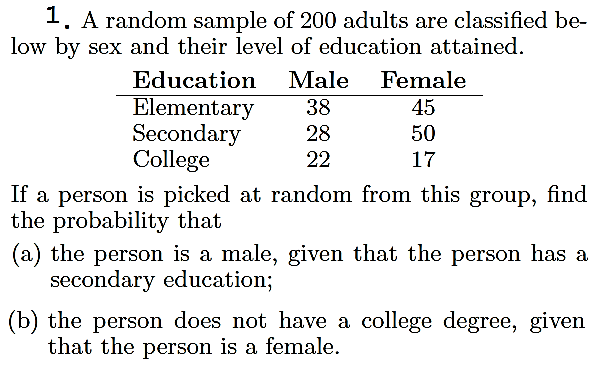 1. A random sample of 200 adults are classified be-
low by sex and their level of education attained.
Education Male Female
Elementary 38 45
Secondary 28 50
College 22 17
If a person is picked at random from this group, find
the probability that
(a) the person is a male, given that the person has a
secondary education;
(b) the person does not have a college degree, given
that the person is a female.